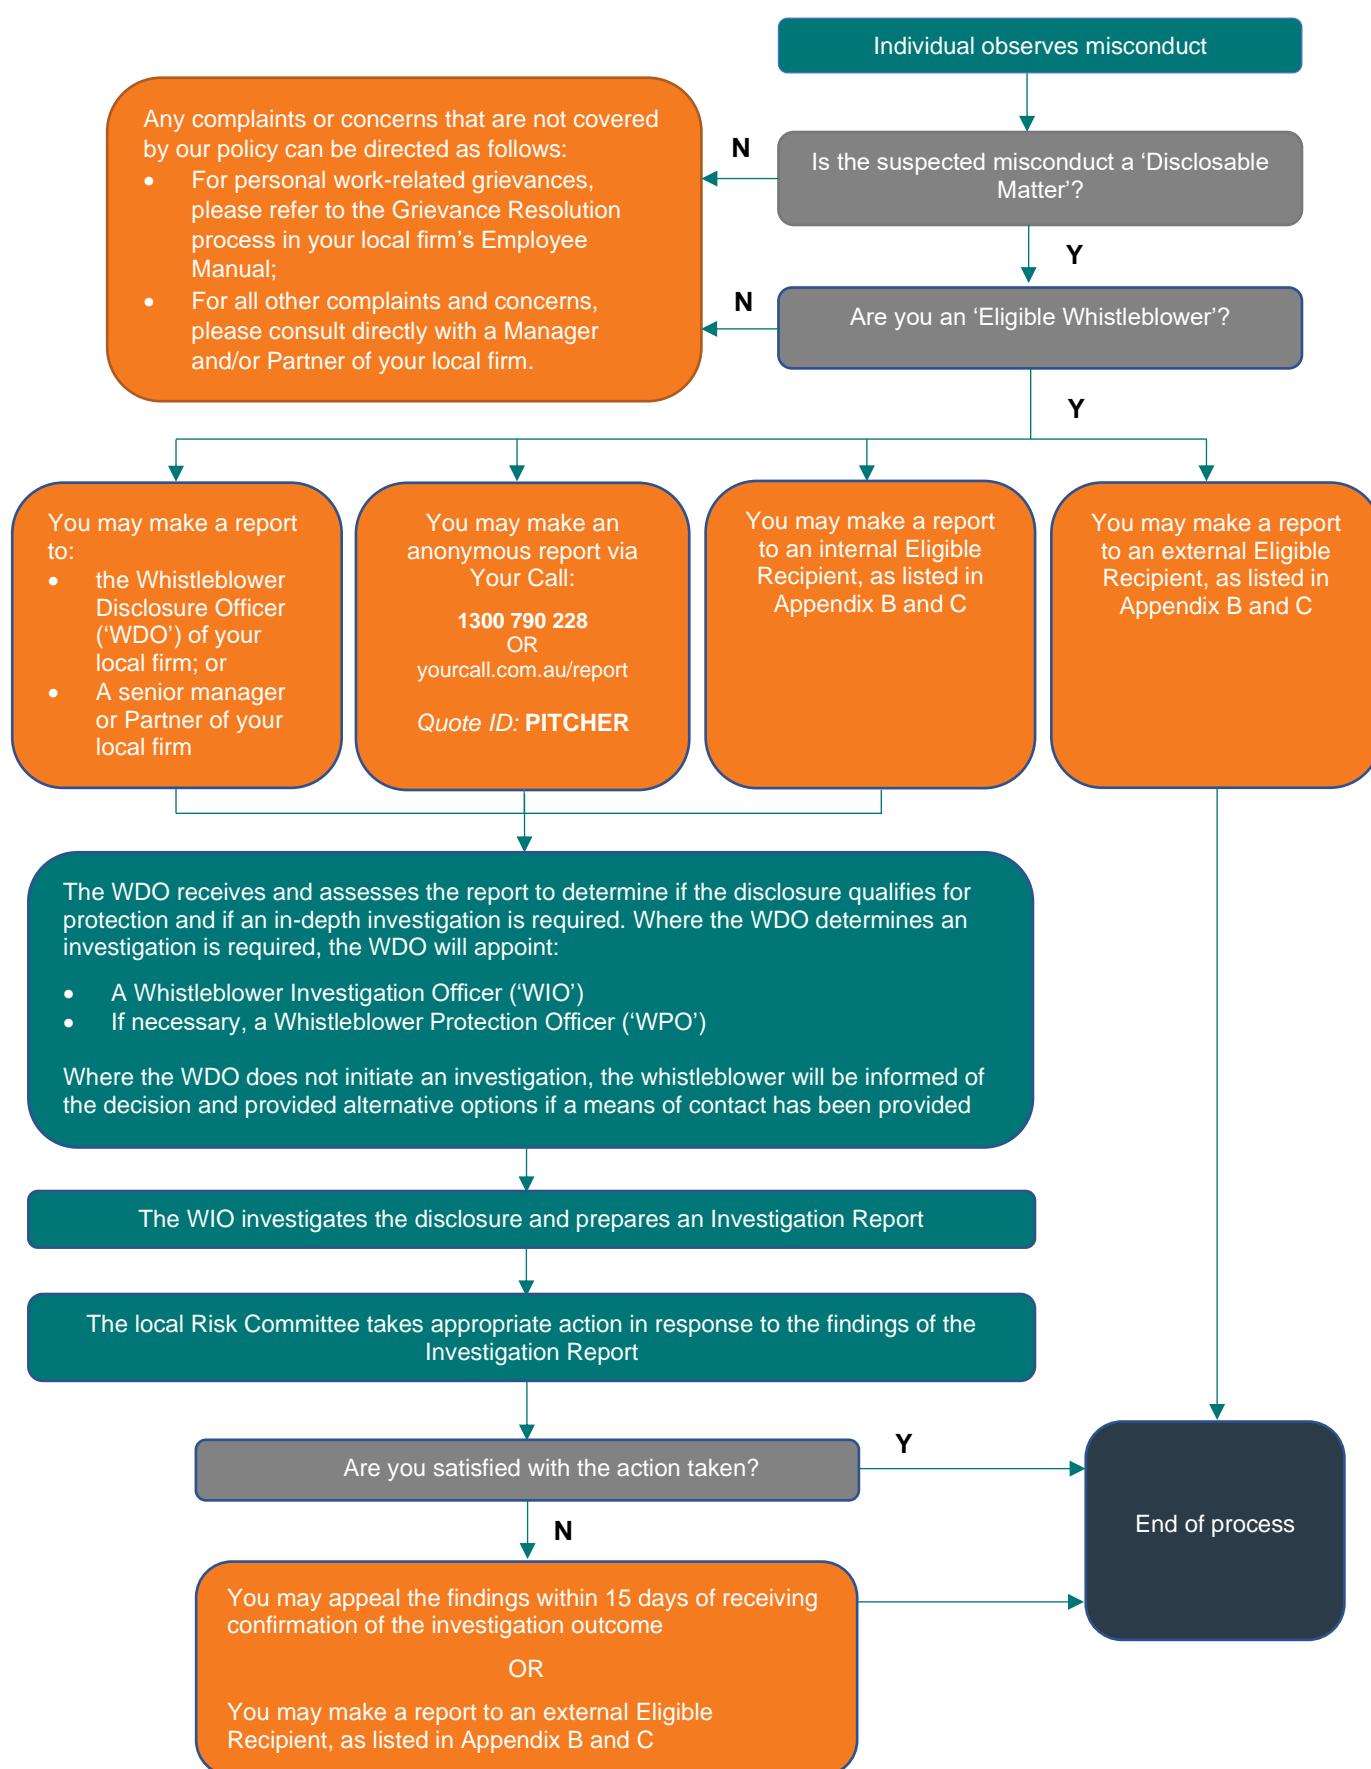 Individual observes misconduct
Any complaints or concerns that are not covered
by our policy can be directed as follows:
• For personal work-related grievances,
please refer to the Grievance Resolution
process in your local firm’s Employee
Manual;
• For all other complaints and concerns,
please consult directly with a Manager
and/or Partner of your local firm.
N
Is the suspected misconduct a ‘Disclosable
Matter’?
Y
N
Are you an ‘Eligible Whistleblower’?
Y
You may make a report
to:
• the Whistleblower
Disclosure Officer
(‘WDO’) of your
local firm; or
• A senior manager
or Partner of your
local firm
You may make an
anonymous report via
Your Call:
1300 790 228
OR
yourcall.com.au/report
Quote ID: PITCHER
You may make a report
to an internal Eligible
Recipient, as listed in
Appendix B and C
You may make a report
to an external Eligible
Recipient, as listed in
Appendix B and C
The WDO receives and assesses the report to determine if the disclosure qualifies for
protection and if an in-depth investigation is required. Where the WDO determines an
investigation is required, the WDO will appoint:
• A Whistleblower Investigation Officer (‘WIO’)
• If necessary, a Whistleblower Protection Officer (‘WPO’)
Where the WDO does not initiate an investigation, the whistleblower will be informed of
the decision and provided alternative options if a means of contact has been provided
The WIO investigates the disclosure and prepares an Investigation Report
The local Risk Committee takes appropriate action in response to the findings of the
Investigation Report
Are you satisfied with the action taken?
Y
N
End of process
You may appeal the findings within 15 days of receiving
confirmation of the investigation outcome
OR
You may make a report to an external Eligible
Recipient, as listed in Appendix B and C